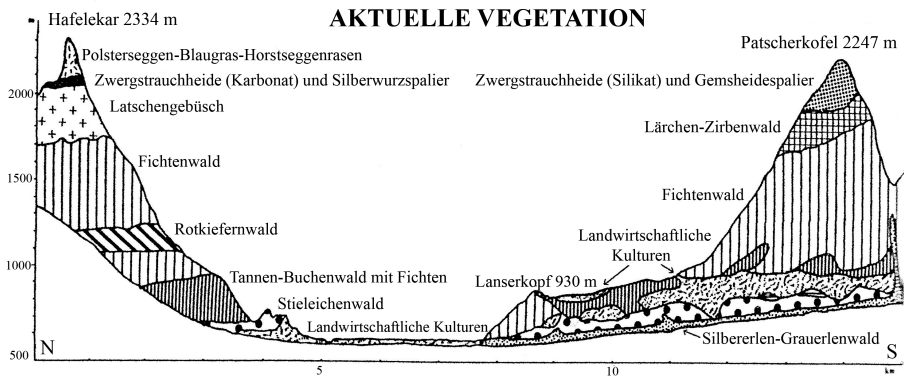 AKTUELLE VEGETATION
m
Hafelekar 2334 m
Patscherkofel 2247 m
Polsterseggen-Blaugras-Horstseggenrasen
Zwergstrauchheide (Karbonat) und Silberwurzspalier
Zwergstrauchheide (Silikat) und Gemsheidespalier
2000
Latschengebüsch
Lärchen-Zirbenwald
Fichtenwald
1500
Fichtenwald
Rotkiefernwald
Landwirtschaftliche
Kulturen
1000
Tannen-Buchenwald mit Fichten
Lanserkopf 930 m
Stieleichenwald
Landwirtschaftliche Kulturen
Silbererlen-Grauerlenwald
N
S
500
5
10
km